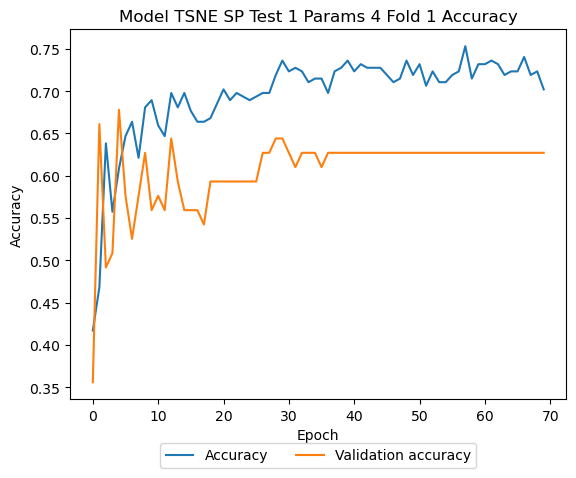 Model TSNE SP Test 1 Params 4 Fold 1 Accuracy
0.75
0.70
0.65
0.60
0.55
0.50
0.45
0.40
0.35
Accuracy
0 10 20 30 40 50 60 70
Epoch
Accuracy Validation accuracy